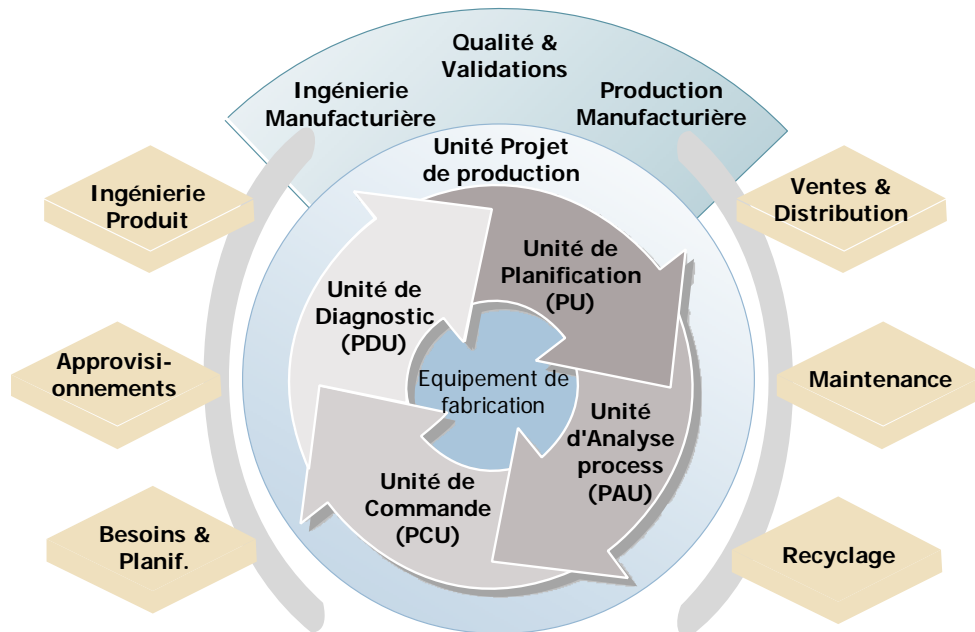 Qualité &
Validations
Ingénierie
Manufacturière
Production
Manufacturière
Unité Projet
de production
Ingénierie
Produit
Approvisi-
onnements
Besoins &
Planif.
Unité de
Diagnostic
(PDU)
Unité de
Planification
(PU)
Equipement de
fabrication
Unité
d'Analyse
process
(PAU)
Unité de
Commande
(PCU)
Ventes &
Distribution
Maintenance
Recyclage